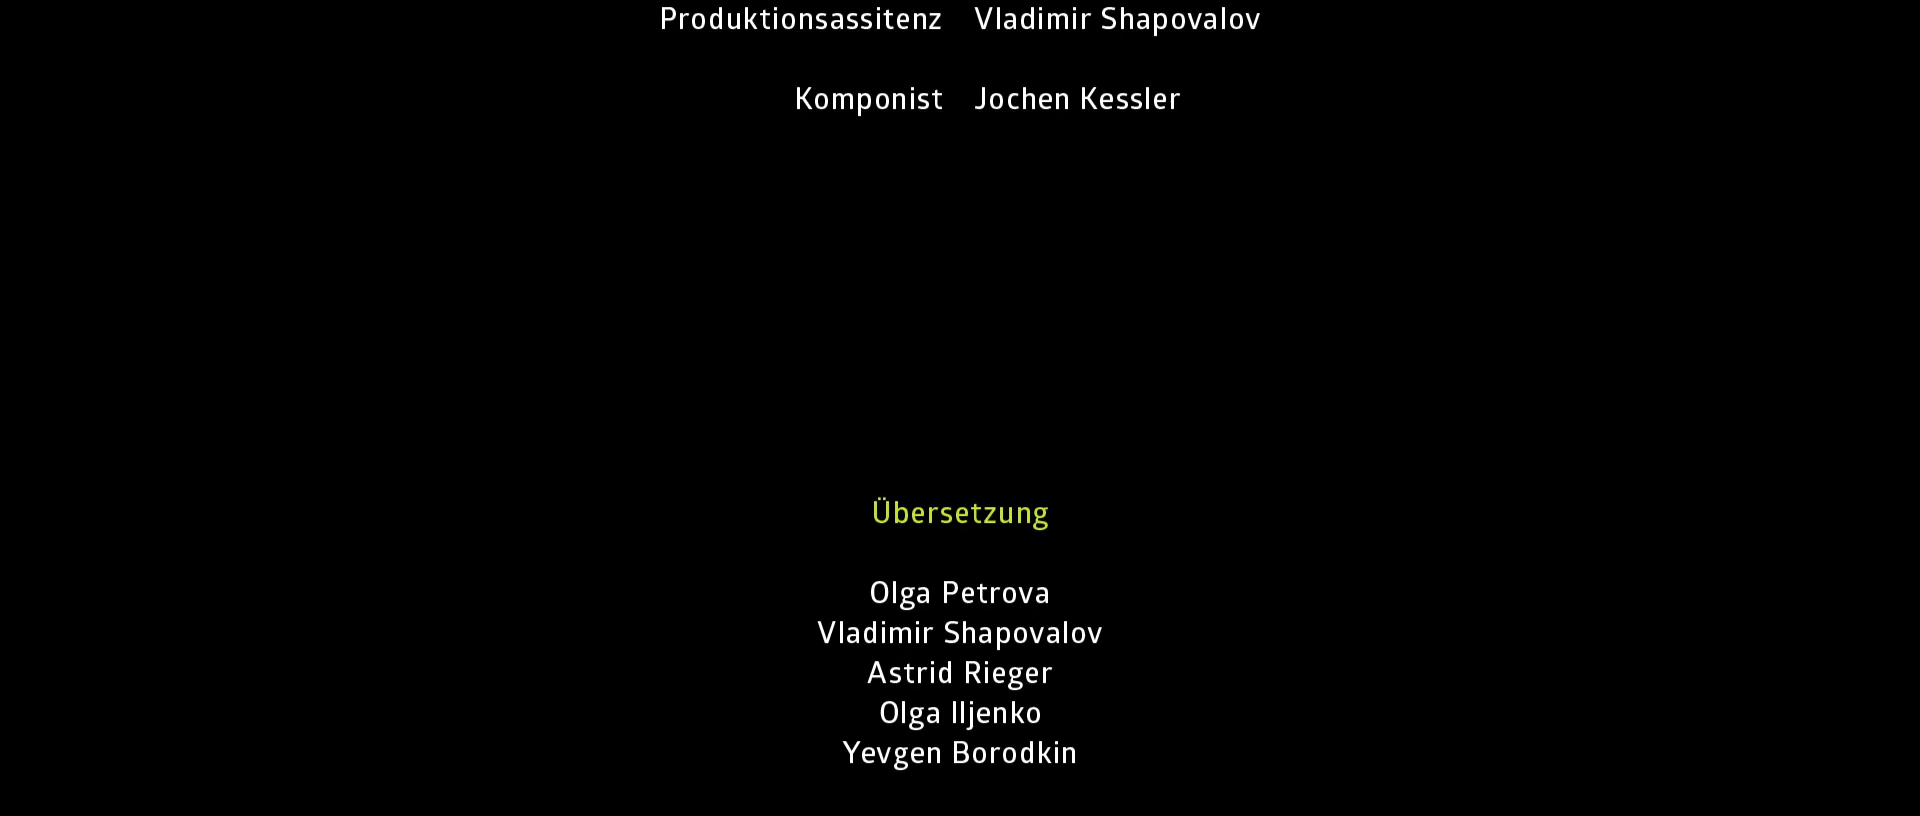 Produktionsassitenz Vladimir Shapovalov
Komponist Jochen Kessler
Übersetzung
Olga Petrova
Vladimir Shapovalov
Astrid Rieger
Olga Iljenko
Yevgen Borodkin